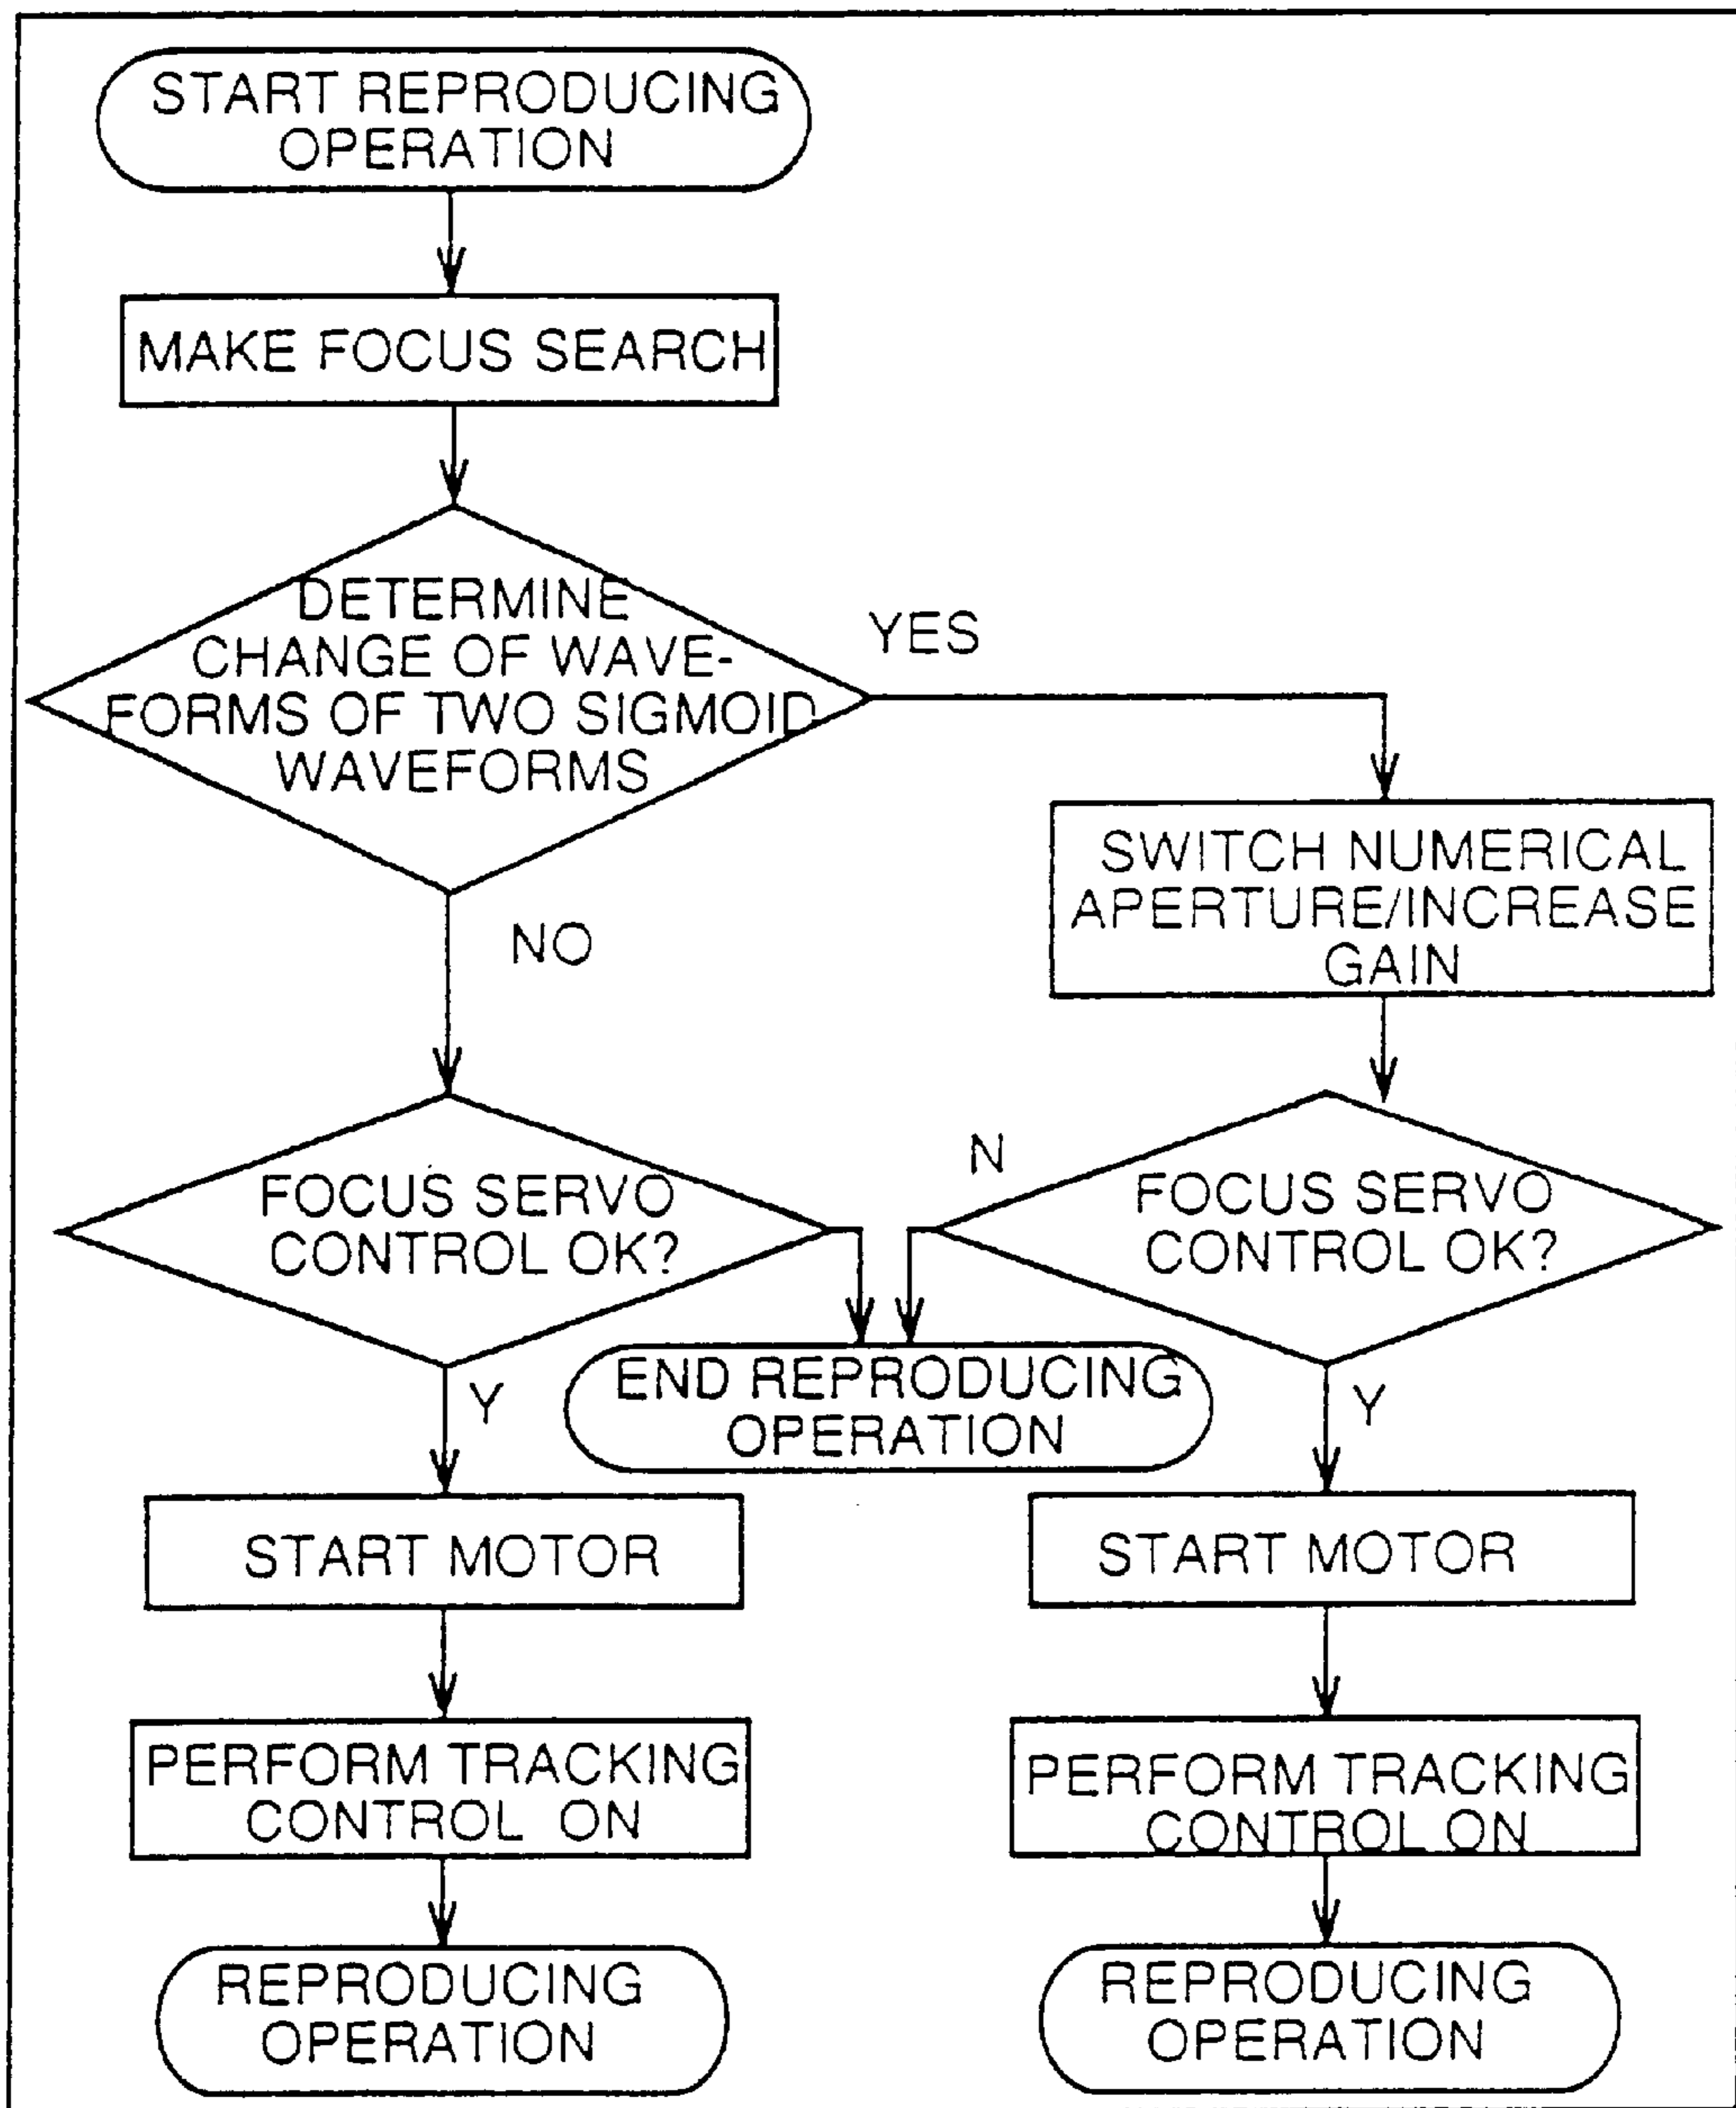 START REPRODUCING
OPERATION
MAKE FOCUS SEARCH
DETERMINE
CHANGE OF WAVE-
FORMS OF TWO SIGMOID
WAVEFORMS
YES
SWITCH NUMERICAL
APERTURE/INCREASE
GAIN
NO
FOCUS SERVO
CONTROL OK?
N
FOCUS SERVO
CONTROL OK?
END REPRODUCING
OPERATION
Y
Y
START MOTOR
START MOTOR
PERFORM TRACKING
CONTROL ON
PERFORM TRACKING
CONTROL ON
REPRODUCING
OPERATION
REPRODUCING
OPERATION